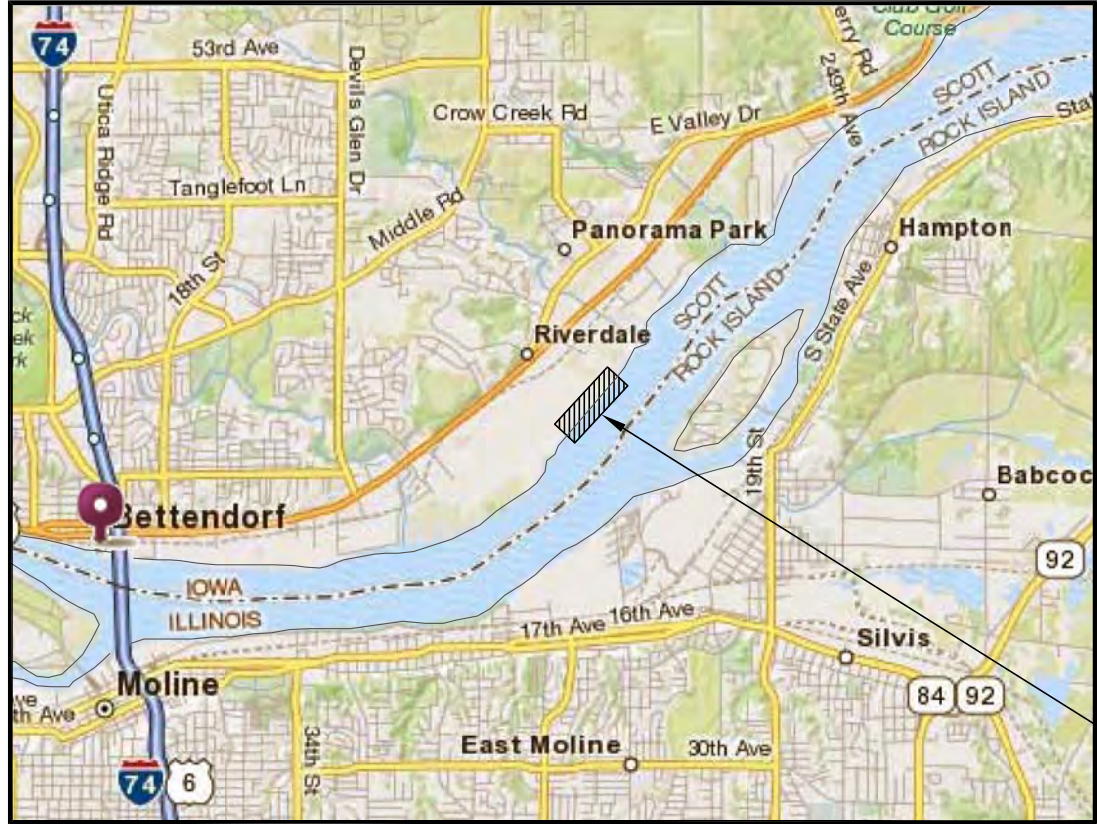 Club Golf
Course
74
53rd Ave
Utica Ridge Rd
Devils Glen Dr
Crow Creek Rd
E Valley Dr
249th Ave
SCOTT
ROCK ISLAND
Tanglefoot Ln
Middle Rd
18th St
Panorama Park
Hampton
SCOTT
ROCK ISLAND
S State Ave
Riverdale
19th St
Bettendorf
IOWA
ILLINOIS
92
17th Ave
16th Ave
Silvis
Moline
84
92
34th St
East Moline
30th Ave
74
6